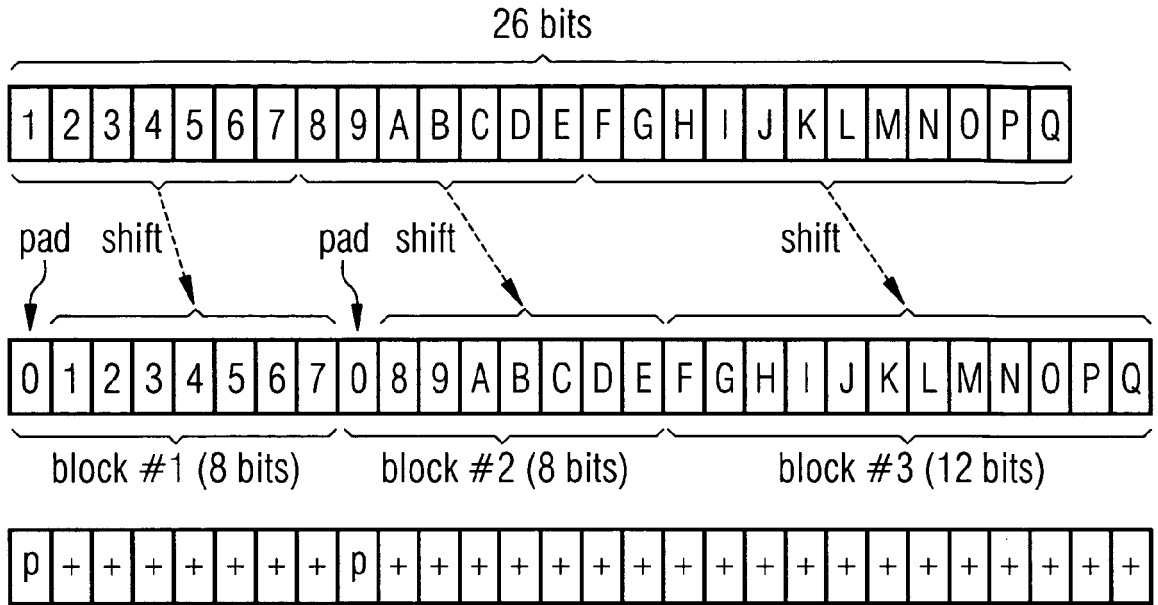 26 bits
1 2 3 4 5 6 7 8 9 A B C D E F G H I J K L M N O P Q
pad shift pad shift shift
0 1 2 3 4 5 6 7 0 8 9 A B C D E F G H I J K L M N O P Q
block #1 (8 bits) block #2 (8 bits) block #3 (12 bits)
p + + + + + + + p + + + + + + + + + + + + + + + + + + +